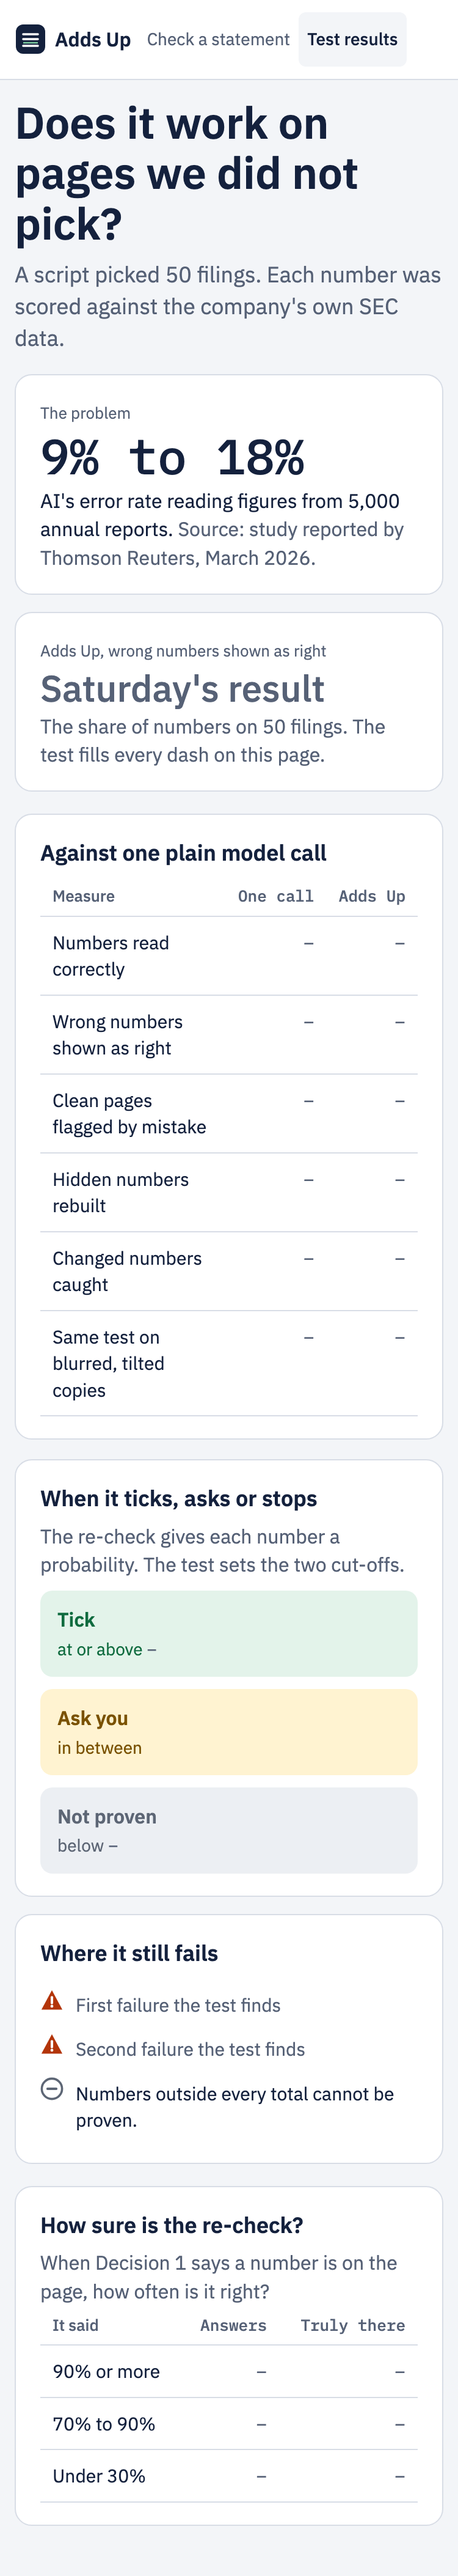 Adds Up Check a statement Test results
Does it work on
pages we did not
pick?
A script picked 50 filings. Each number was
scored against the company's own SEC
data.
The problem
9% to 18%
AI's error rate reading figures from 5,000
annual reports. Source: study reported by
Thomson Reuters, March 2026.
Adds Up, wrong numbers shown as right
Saturday's result
The share of numbers on 50 filings. The
test fills every dash on this page.
Against one plain model call
Measure One call Adds Up
Numbers read – –
correctly
Wrong numbers – –
shown as right
Clean pages – –
flagged by mistake
Hidden numbers – –
rebuilt
Changed numbers – –
caught
Same test on – –
blurred, tilted
copies
When it ticks, asks or stops
The re-check gives each number a
probability. The test sets the two cut-offs.
Tick
at or above –
Ask you
in between
Not proven
below –
Where it still fails
First failure the test finds
Second failure the test finds
Numbers outside every total cannot be
proven.
How sure is the re-check?
When Decision 1 says a number is on the
page, how often is it right?
It said Answers Truly there
90% or more – –
70% to 90% – –
Under 30% – –